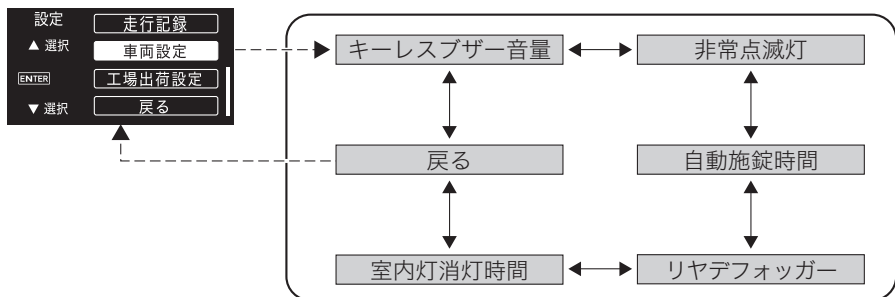 設定
走行記録
▲ 選択
車両設定
ENTER
工場出荷設定
▼ 選択
戻る
キーレスブザー音量
非常点滅灯
戻る
自動施錠時間
室内灯消灯時間
リヤデフォッガー